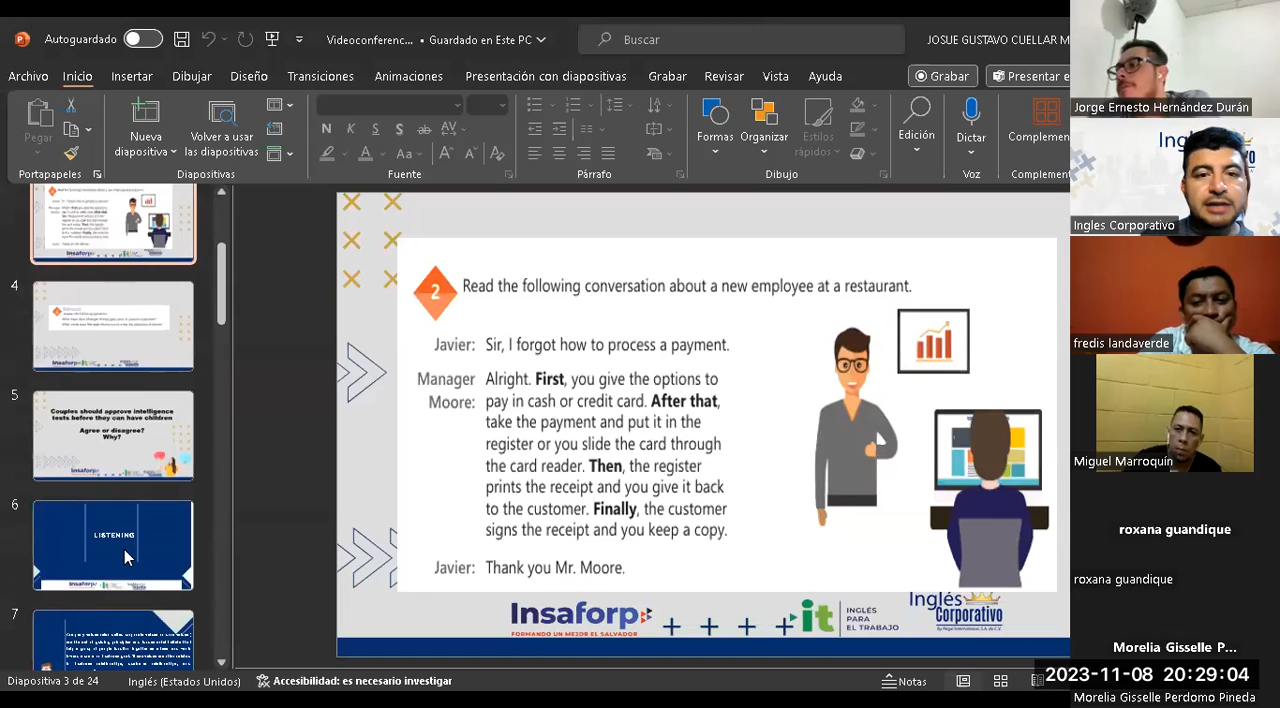 Autoguardado
Videoconferenc... • Guardado en Este PC
Buscar
JOSUE GUSTAVO CUELLAR M
Archivo Inicio Insertar Dibujar Diseño Transiciones Animaciones Presentación con diapositivas Grabar Revisar Vista Ayuda
Grabar
Presentar e
Pegar
Nueva diapositiva
Volver a usar las diapositivas
Formas
Organizar
Estilos rápidos
Edición
Dictar
Complemen
Portapapeles
Diapositivas
Fuente
Párrafo
Dibujo
Voz
Complement
4
5
Couples should approve intelligence
tests before they can have children
Agree or disagree?
Why?
6
LISTENING
7
2
Read the following conversation about a new employee at a restaurant.
Javier: Sir, I forgot how to process a payment.
Manager Moore: Alright. First, you give the options to
pay in cash or credit card. After that,
take the payment and put it in the
register or you slide the card through
the card reader. Then, the register
prints the receipt and you give it back
to the customer. Finally, the customer
signs the receipt and you keep a copy.
Javier: Thank you Mr. Moore.
Insaforp
FORMANDO UN MEJOR EL SALVADOR
it
INGLÉS
PARA
EL TRABAJO
Inglés
Corporativo
Diapositiva 3 de 24
Inglés (Estados Unidos)
Accesibilidad: es necesario investigar
Notas
Jorge Ernesto Hernández Durán
Ingles Corporativo
fredis landaverde
Miguel Marroquín
roxana guandique
roxana guandique
Morelia Gisselle P...
2023-11-08 20:29:04
Morelia Gisselle Perdomo Pineda